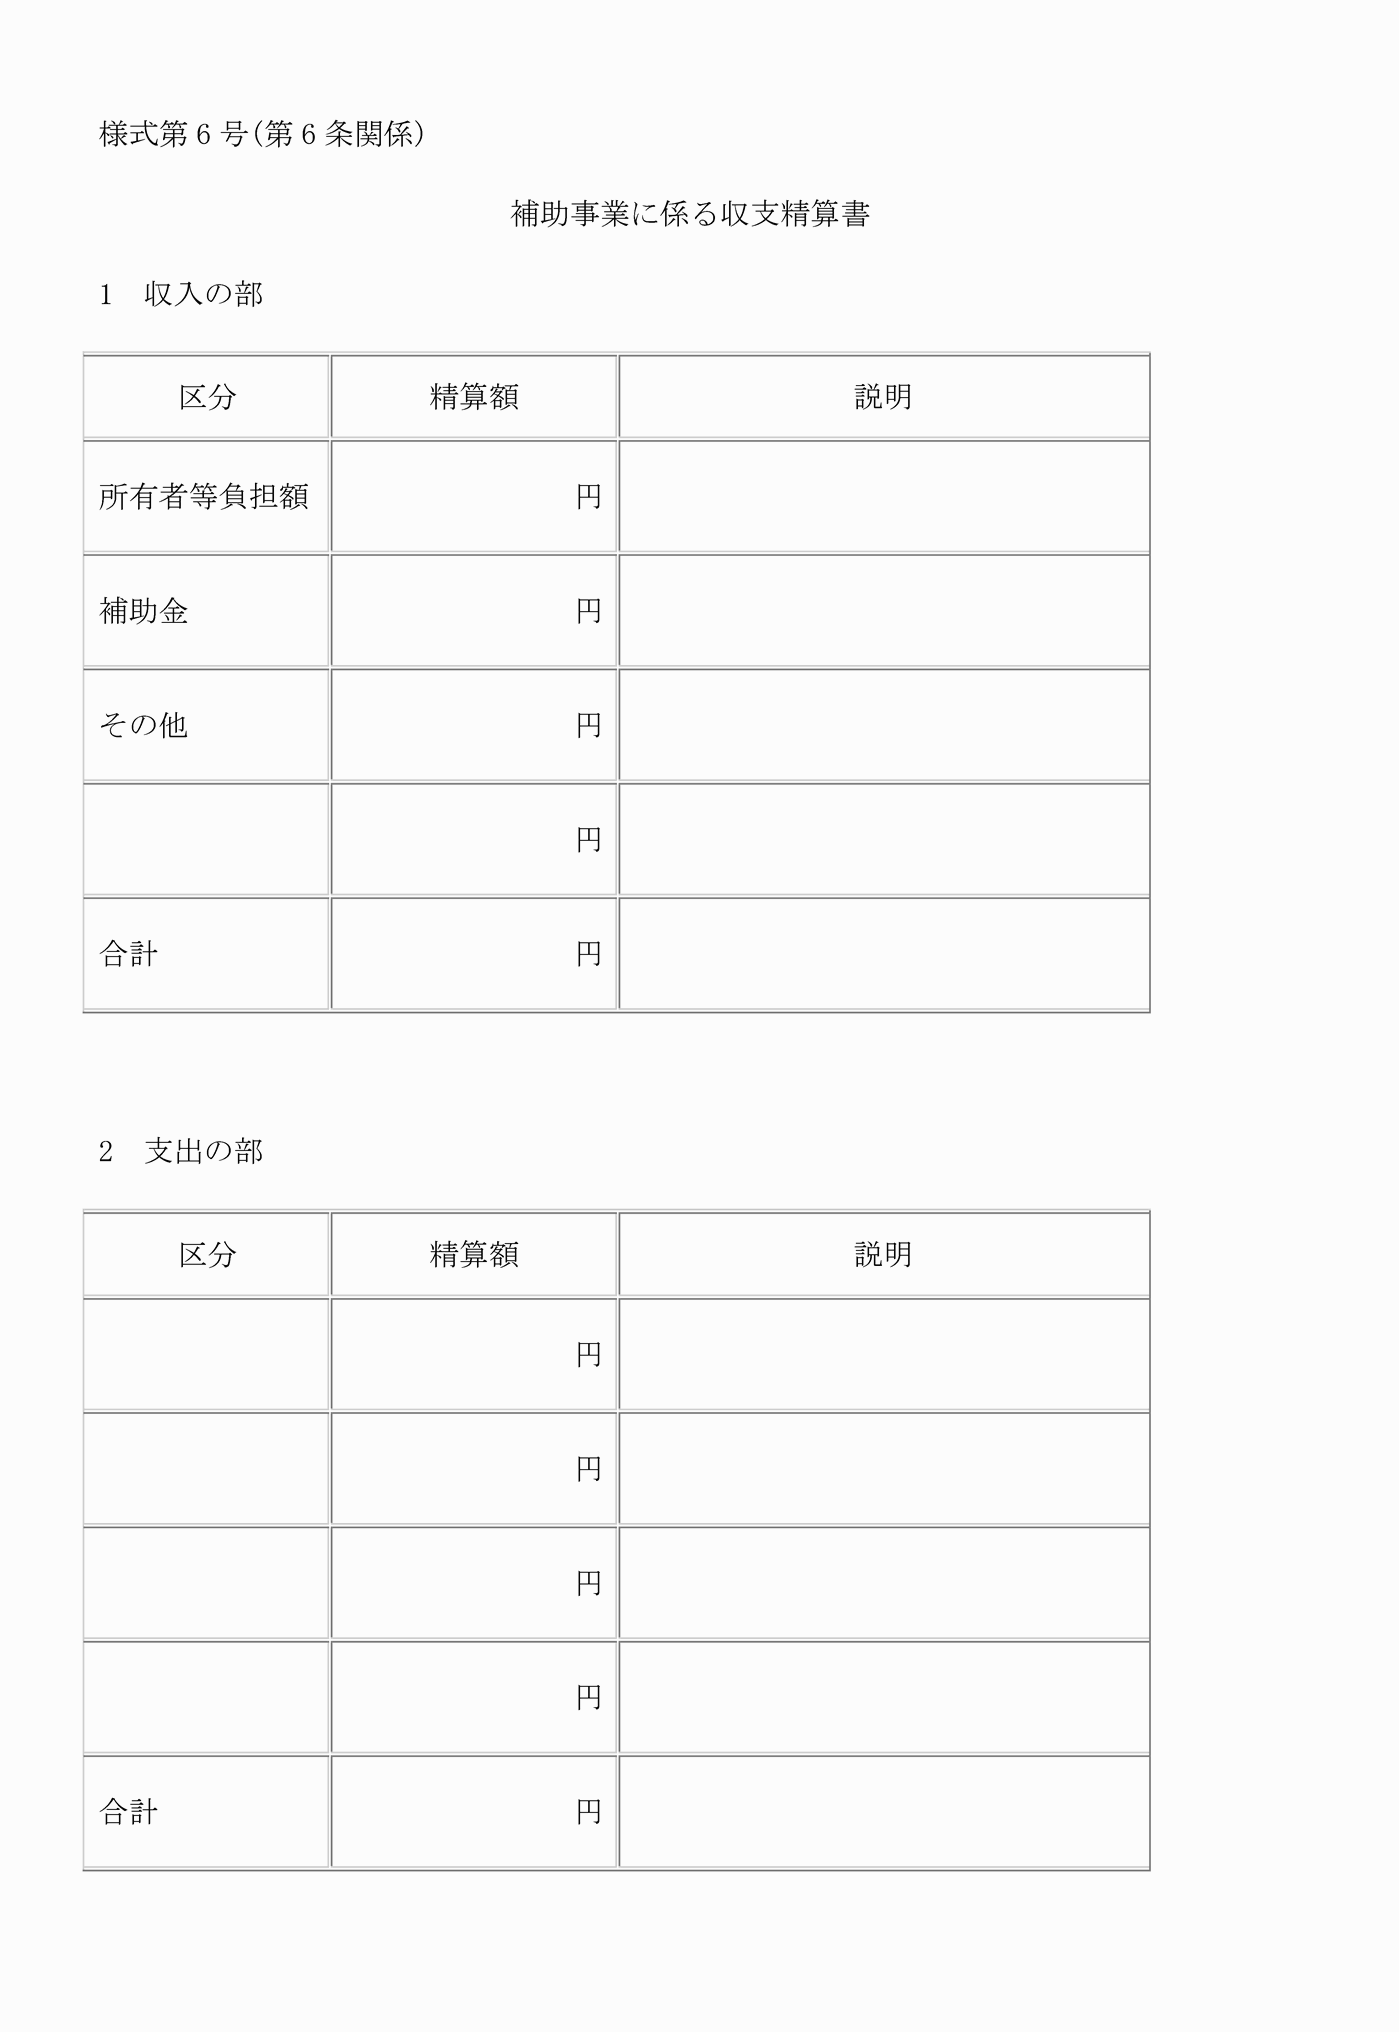 様式第6号(第6条関係)
補助事業に係る収支精算書
1　収入の部
区分　精算額　説明
所有者等負担額　円
補助金　円
その他　円
円
合計　円
2　支出の部
区分　精算額　説明
円
円
円
円
合計　円